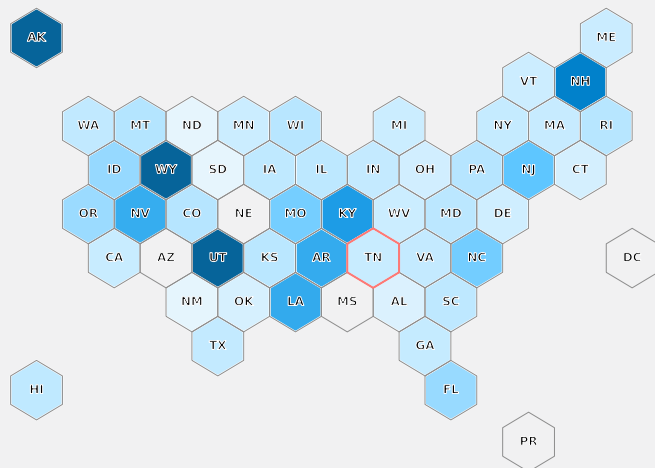 AK
ME
VT NH
WA MT ND MN WI MI NY MA RI
ID WY SD IA IL IN OH PA NJ CT
OR NV CO NE MO KY WV MD DE
CA AZ UT KS AR TN VA NC DC
NM OK LA MS AL SC
TX GA
HI FL
PR